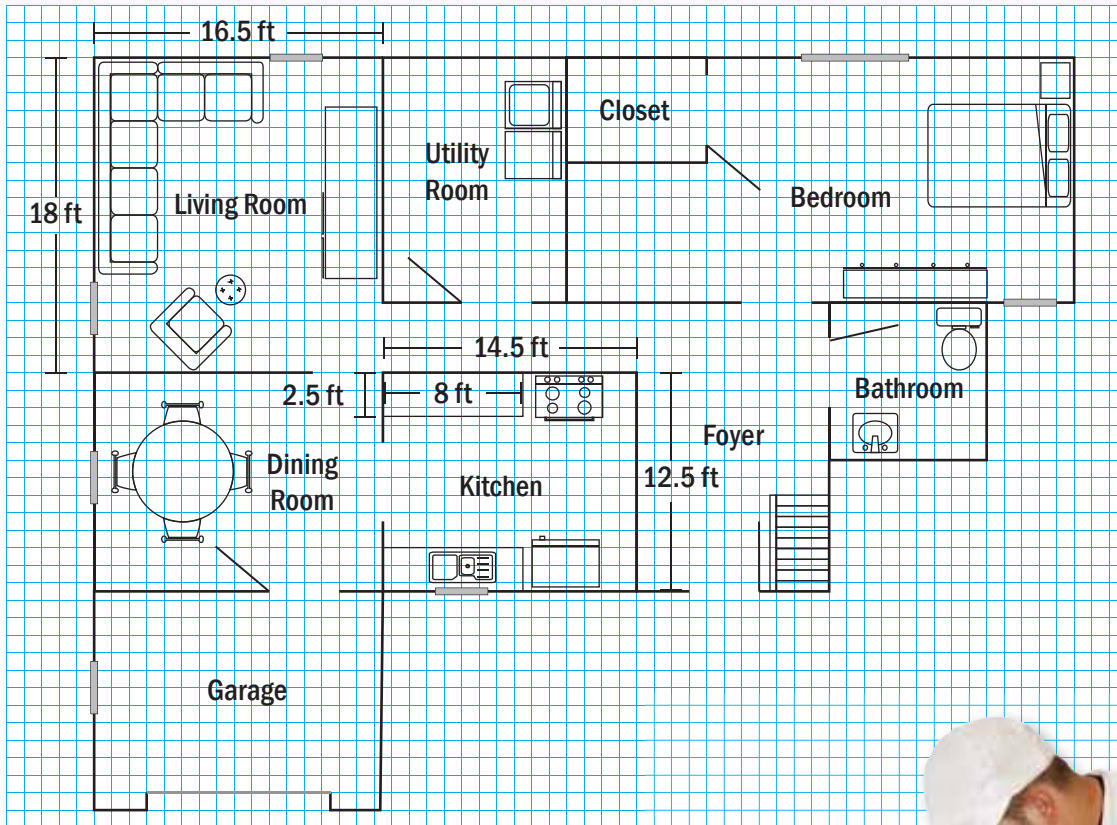 16.5 ft
Closet
Utility
Room
Bedroom
Living Room
18 ft
14.5 ft
2.5 ft
8 ft
Bathroom
Foyer
Dining
Room
12.5 ft
Kitchen
Garage